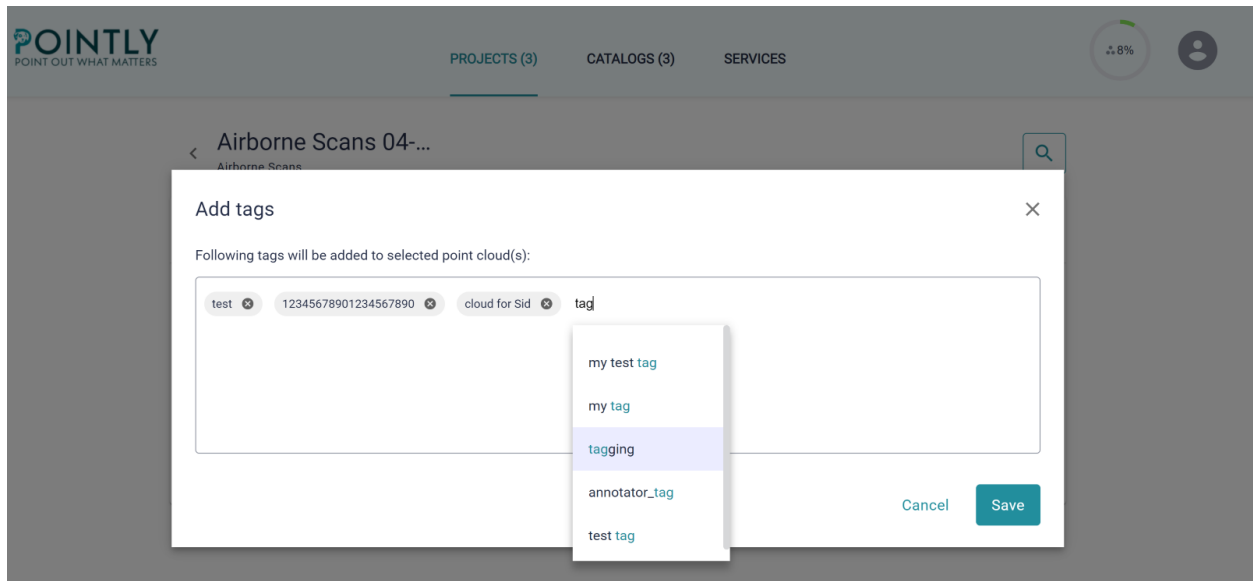 POINTLY
POINT OUT WHAT MATTERS
PROJECTS (3) CATALOGS (3) SERVICES
8%
Airborne Scans 04-...
Airborne Scans
Add tags
Following tags will be added to selected point cloud(s):
test 12345678901234567890 cloud for Sid tag
my test tag
my tag
tagging
annotator_tag
test tag
Cancel Save